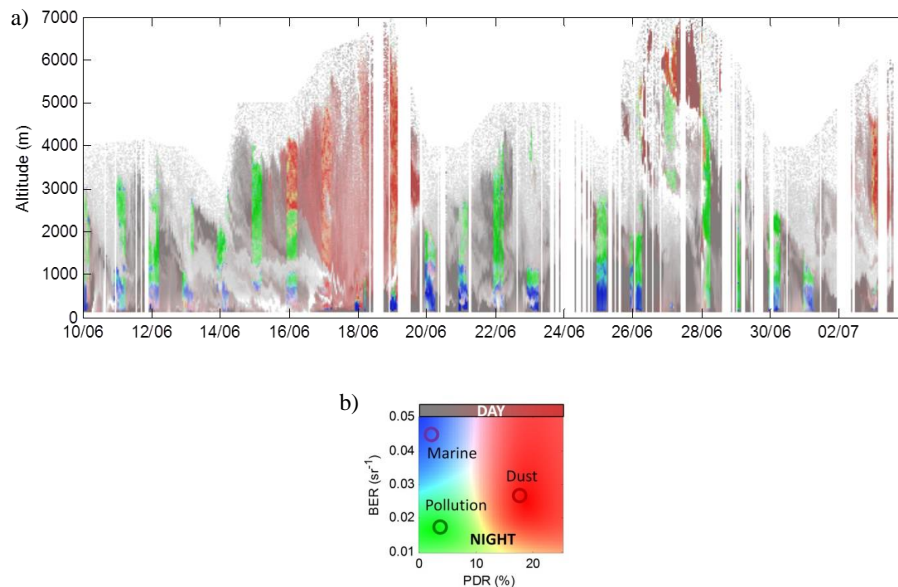 a)
7000
6000
5000
4000
3000
2000
1000
0
Altitude (m)
10/06 12/06 14/06 16/06 18/06 20/06 22/06 24/06 26/06 28/06 30/06 02/07
b)
DAY
0.05
0.04
0.03
0.02
0.01
BER (sr⁻¹)
Marine
Dust
Pollution
NIGHT
0 10 20
PDR (%)